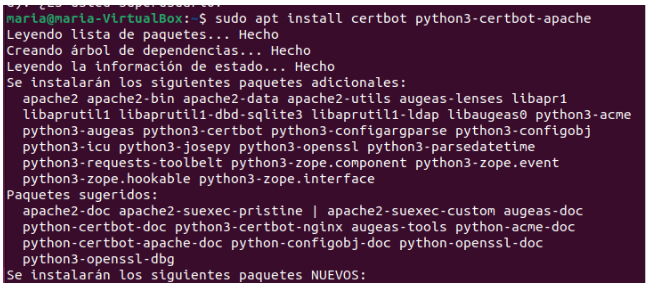 maria@maria-VirtualBox:~$ sudo apt install certbot python3-certbot-apache
Leyendo lista de paquetes... Hecho
Creando árbol de dependencias... Hecho
Leyendo la información de estado... Hecho
Se instalarán los siguientes paquetes adicionales:
  apache2 apache2-bin apache2-data apache2-utils augeas-lenses libapr1
  libaprutil1 libaprutil1-dbd-sqlite3 libaprutil1-ldap libaugeas0 python3-acme
  python3-augeas python3-certbot python3-configargparse python3-configobj
  python3-icu python3-josepy python3-openssl python3-parsedatetime
  python3-requests-toolbelt python3-zope.component python3-zope.event
  python3-zope.hookable python3-zope.interface
Paquetes sugeridos:
  apache2-doc apache2-suexec-pristine | apache2-suexec-custom augeas-doc
  python-certbot-doc python3-certbot-nginx augeas-tools python-acme-doc
  python-certbot-apache-doc python-configobj-doc python-openssl-doc
  python3-openssl-dbg
Se instalarán los siguientes paquetes NUEVOS: